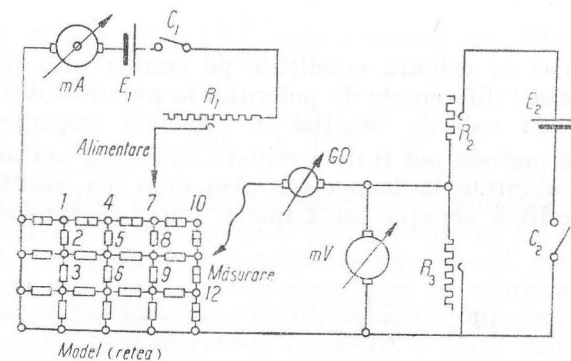 C₁
mA
E₁
R₁
E₂
Alimentare
R₂
GO
1 4 7 10
2 5 8
Măsurare
mV
C₂
3 6 9
12
R₃
Model (rețea)